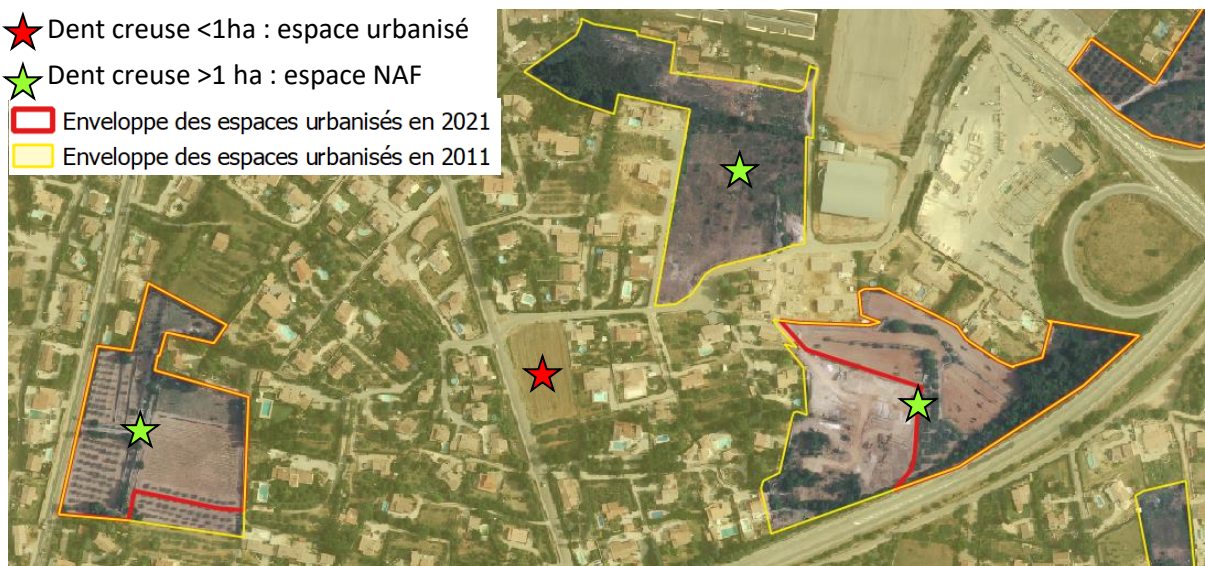 Dent creuse <1ha : espace urbanisé
Dent creuse >1 ha : espace NAF
Enveloppe des espaces urbanisés en 2021
Enveloppe des espaces urbanisés en 2011